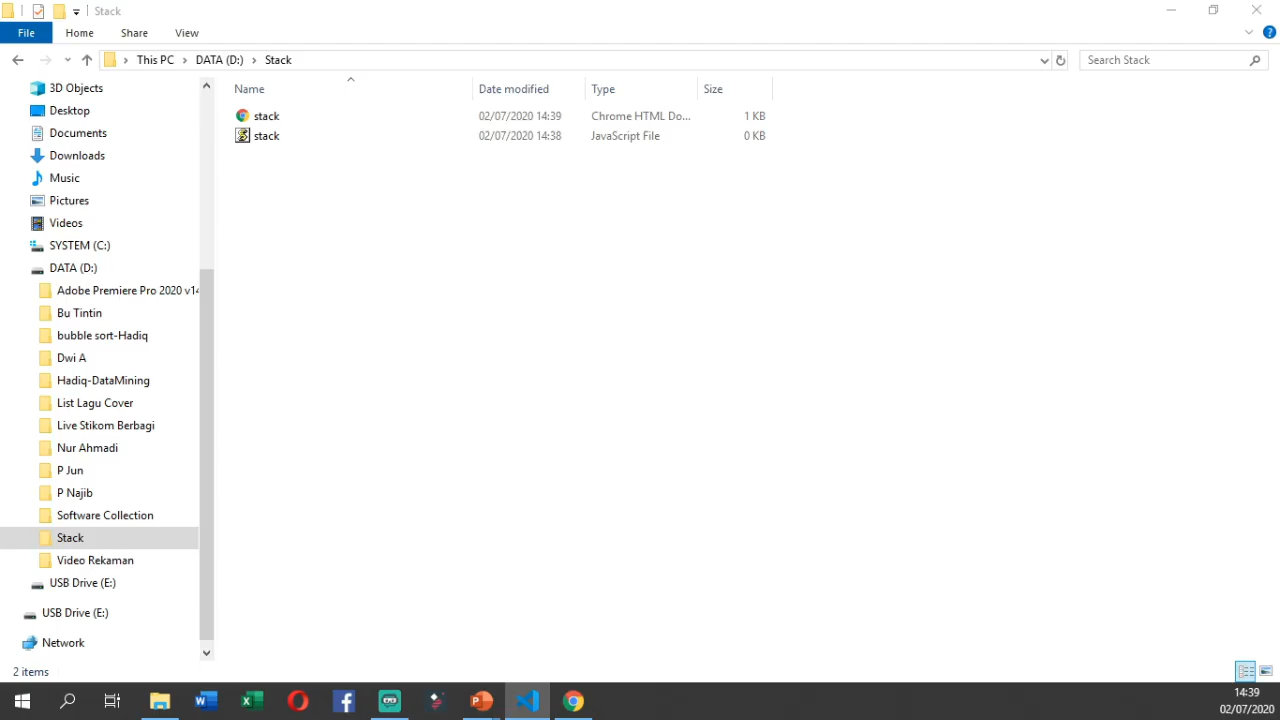 Stack
File Home Share View
This PC > DATA (D:) > Stack
Search Stack
3D Objects
Desktop
Documents
Downloads
Music
Pictures
Videos
SYSTEM (C:)
DATA (D:)
Adobe Premiere Pro 2020 v14
Bu Tintin
bubble sort-Hadiq
Dwi A
Hadiq-DataMining
List Lagu Cover
Live Stikom Berbagi
Nur Ahmadi
P Jun
P Najib
Software Collection
Stack
Video Rekaman
USB Drive (E:)
USB Drive (E:)
Network
Name Date modified Type Size
stack 02/07/2020 14:39 Chrome HTML Do... 1 KB
stack 02/07/2020 14:38 JavaScript File 0 KB
2 items
14:39
02/07/2020